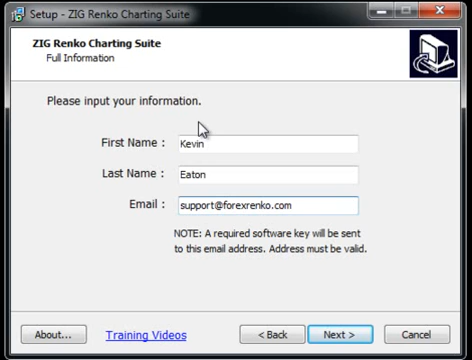 Setup - ZIG Renko Charting Suite
ZIG Renko Charting Suite
Full Information
Please input your information.
First Name : Kevin
Last Name : Eaton
Email : support@forexrenko.com
NOTE: A required software key will be sent
to this email address. Address must be valid.
About... Training Videos < Back Next > Cancel